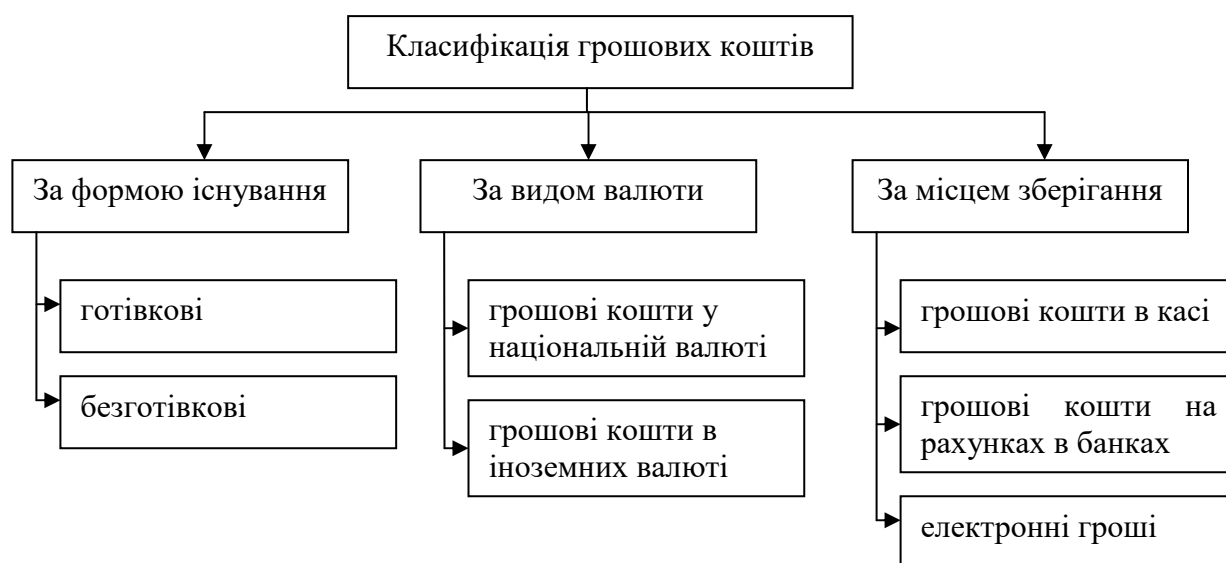 Класифікація грошових коштів
За формою існування
готівкові
безготівкові
За видом валюти
грошові кошти у
національній валюті
грошові кошти в
іноземних валюті
За місцем зберігання
грошові кошти в касі
грошові кошти на
рахунках в банках
електронні гроші